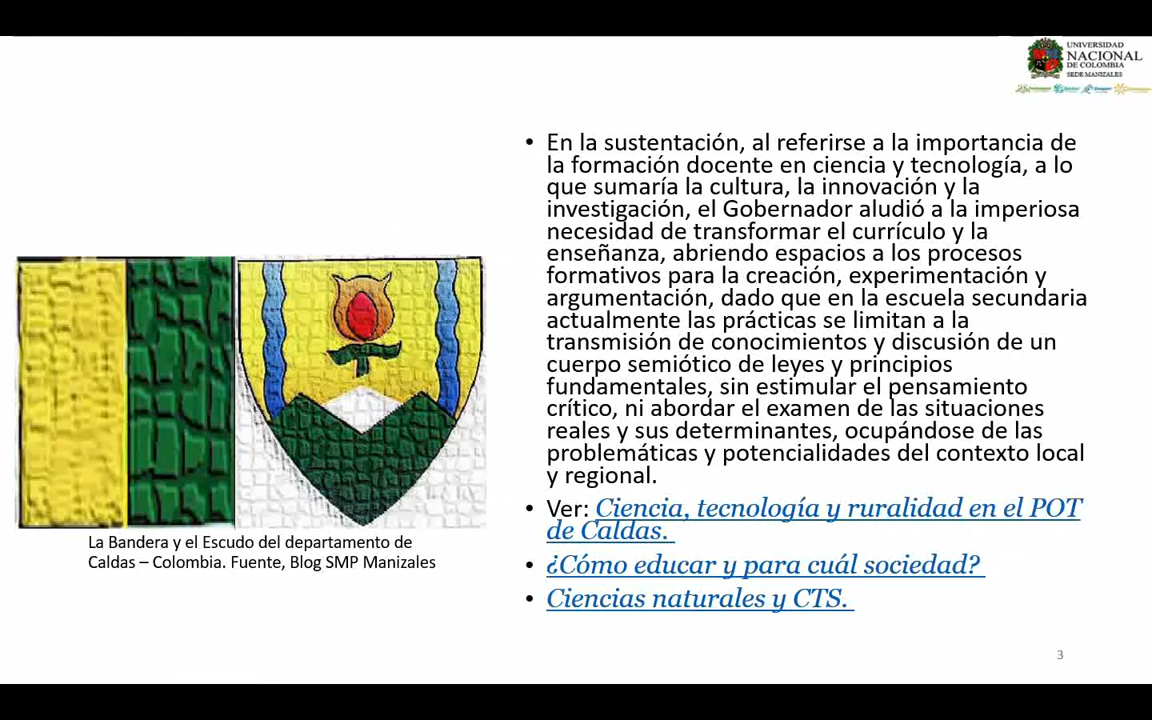 UNIVERSIDAD
NACIONAL
DE COLOMBIA
SEDE MANIZALES
• En la sustentación, al referirse a la importancia de
la formación docente en ciencia y tecnología, a lo
que sumaría la cultura, la innovación y la
investigación, el Gobernador aludió a la imperiosa
necesidad de transformar el currículo y la
enseñanza, abriendo espacios a los procesos
formativos para la creación, experimentación y
argumentación, dado que en la escuela secundaria
actualmente las prácticas se limitan a la
transmisión de conocimientos y discusión de un
cuerpo semiótico de leyes y principios
fundamentales, sin estimular el pensamiento
crítico, ni abordar el examen de las situaciones
reales y sus determinantes, ocupándose de las
problemáticas y potencialidades del contexto local
y regional.
• Ver: Ciencia, tecnología y ruralidad en el POT
de Caldas.
• ¿Cómo educar y para cuál sociedad?
• Ciencias naturales y CTS.
La Bandera y el Escudo del departamento de
Caldas – Colombia. Fuente, Blog SMP Manizales
3